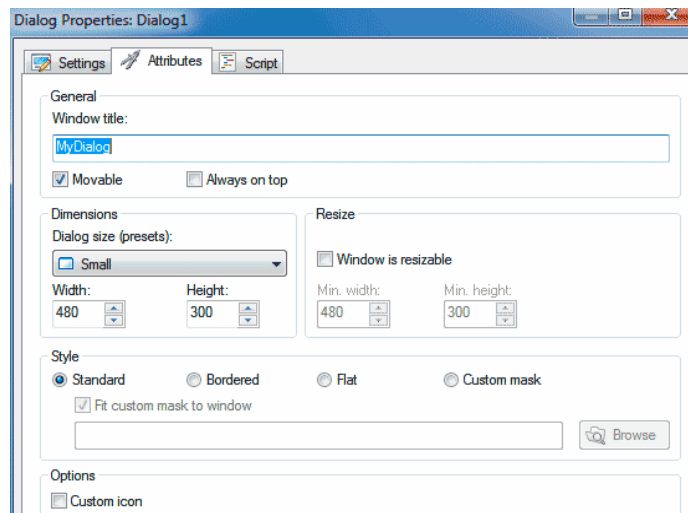 Dialog Properties: Dialog1
Settings Attributes Script
General
Window title:
MyDialog
Movable Always on top
Dimensions Resize
Dialog size (presets):
Small Window is resizable
Width: Height: Min. width: Min. height:
480 300 480 300
Style
Standard Bordered Flat Custom mask
Fit custom mask to window
Browse
Options
Custom icon